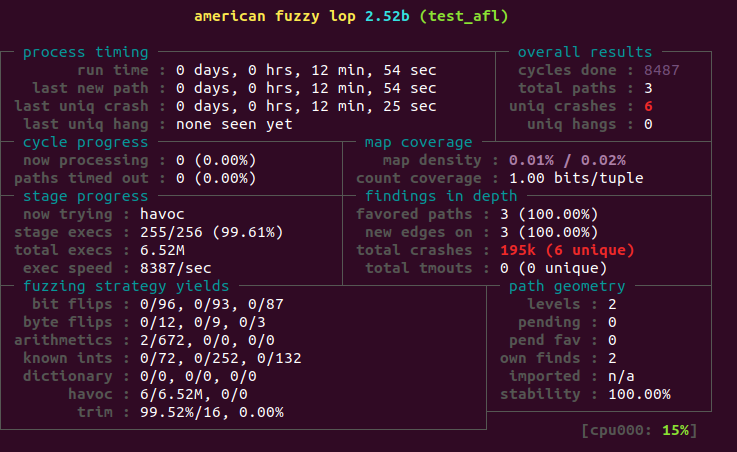 american fuzzy lop 2.52b (test_afl)
process timing overall results
run time : 0 days, 0 hrs, 12 min, 54 sec cycles done : 8487
last new path : 0 days, 0 hrs, 12 min, 54 sec total paths : 3
last uniq crash : 0 days, 0 hrs, 12 min, 25 sec uniq crashes : 6
last uniq hang : none seen yet uniq hangs : 0
cycle progress map coverage
now processing : 0 (0.00%) map density : 0.01% / 0.02%
paths timed out : 0 (0.00%) count coverage : 1.00 bits/tuple
stage progress findings in depth
now trying : havoc favored paths : 3 (100.00%)
stage execs : 255/256 (99.61%) new edges on : 3 (100.00%)
total execs : 6.52M total crashes : 195k (6 unique)
exec speed : 8387/sec total tmouts : 0 (0 unique)
fuzzing strategy yields path geometry
bit flips : 0/96, 0/93, 0/87 levels : 2
byte flips : 0/12, 0/9, 0/3 pending : 0
arithmetics : 2/672, 0/0, 0/0 pend fav : 0
known ints : 0/72, 0/252, 0/132 own finds : 2
dictionary : 0/0, 0/0, 0/0 imported : n/a
havoc : 6/6.52M, 0/0 stability : 100.00%
trim : 99.52%/16, 0.00%
[cpu000: 15%]